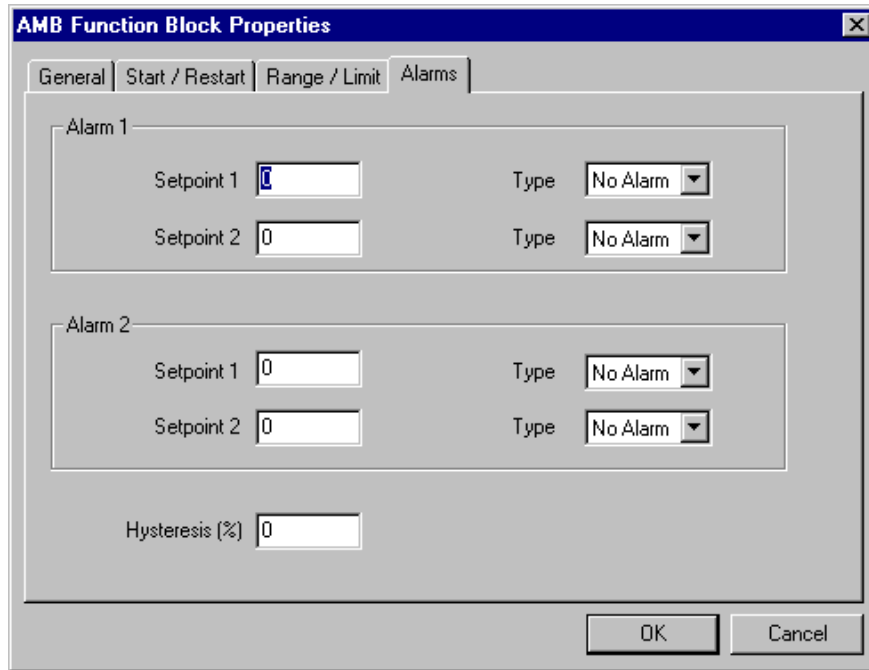 AMB Function Block Properties
General Start / Restart Range / Limit Alarms
Alarm 1
Setpoint 1 0 Type No Alarm
Setpoint 2 0 Type No Alarm
Alarm 2
Setpoint 1 0 Type No Alarm
Setpoint 2 0 Type No Alarm
Hysteresis (%) 0
OK Cancel